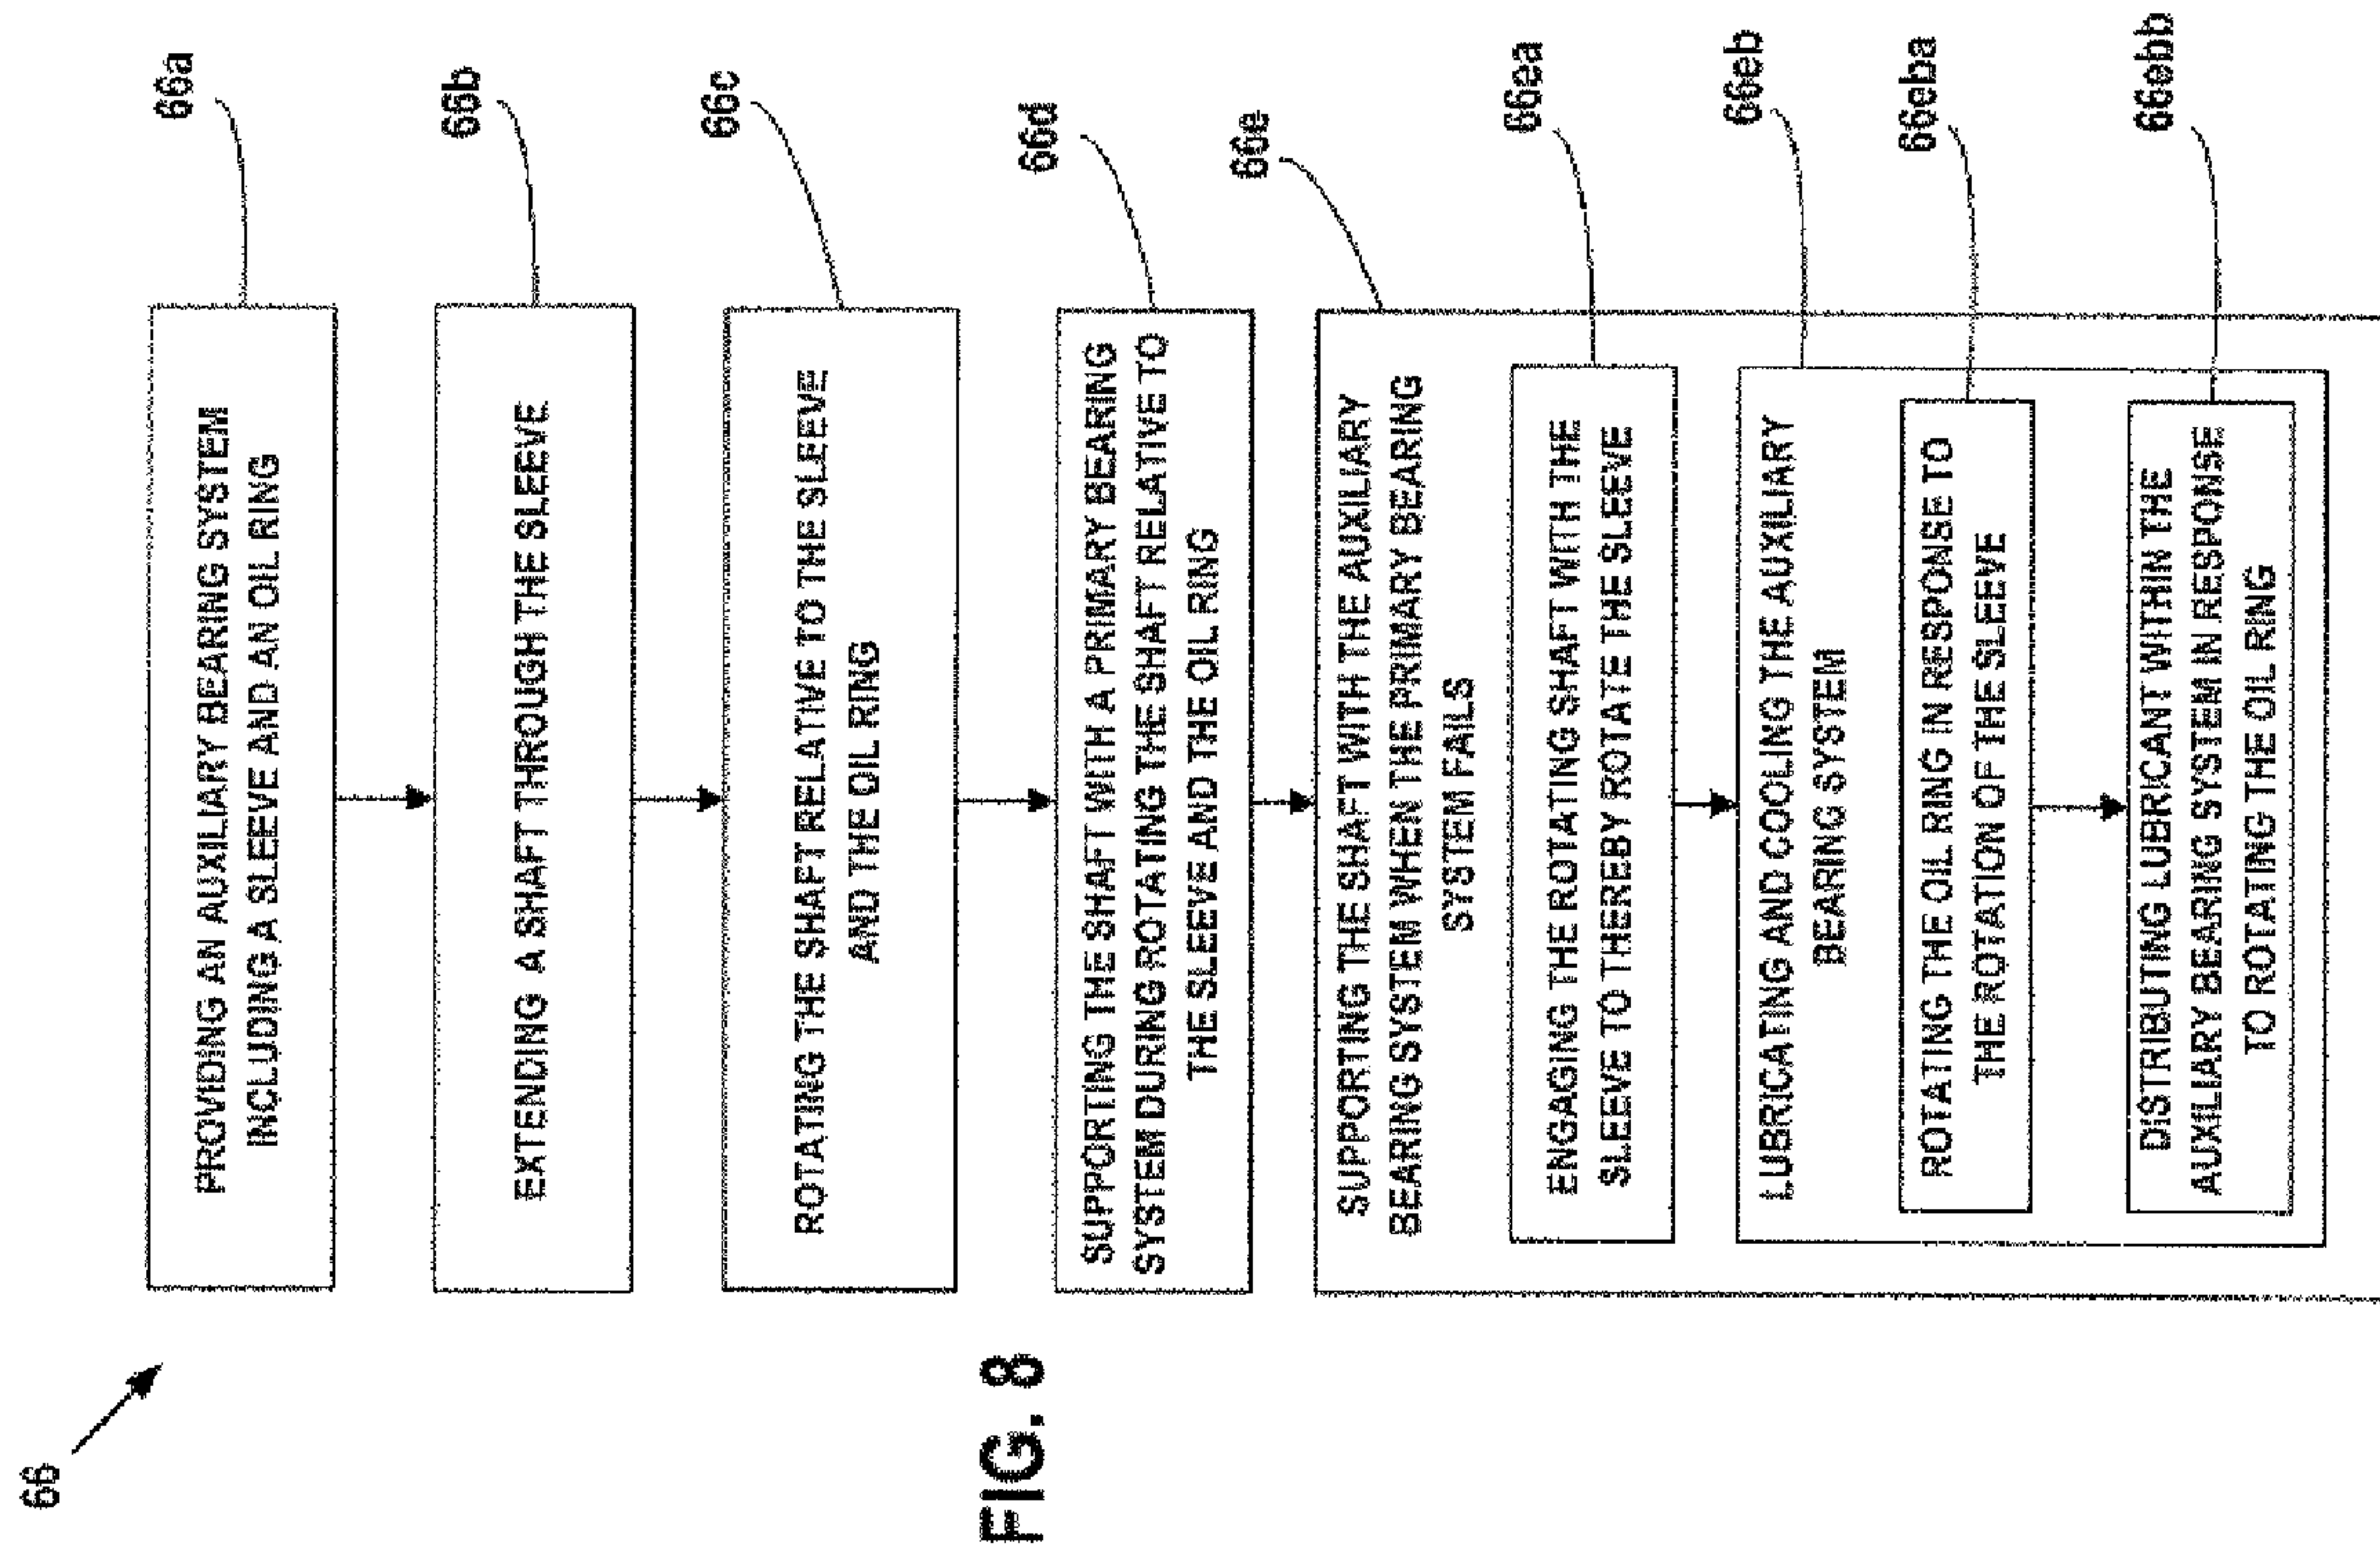 66
66a
PROVIDING AN AUXILIARY BEARING SYSTEM
INCLUDING A SLEEVE AND AN OIL RING
66b
EXTENDING A SHAFT THROUGH THE SLEEVE
66c
ROTATING THE SHAFT RELATIVE TO THE SLEEVE
AND THE OIL RING
66d
SUPPORTING THE SHAFT WITH A PRIMARY BEARING
SYSTEM DURING ROTATING THE SHAFT RELATIVE TO
THE SLEEVE AND THE OIL RING
66e
SUPPORTING THE SHAFT WITH THE AUXILIARY
BEARING SYSTEM WHEN THE PRIMARY BEARING
SYSTEM FAILS
66ea
ENGAGING THE ROTATING SHAFT WITH THE
SLEEVE TO THEREBY ROTATE THE SLEEVE
66eb
LUBRICATING AND COOLING THE AUXILIARY
BEARING SYSTEM
66eba
ROTATING THE OIL RING IN RESPONSE TO
THE ROTATION OF THE SLEEVE
66ebb
DISTRIBUTING LUBRICANT WITHIN THE
AUXILIARY BEARING SYSTEM IN RESPONSE
TO ROTATING THE OIL RING
FIG. 8